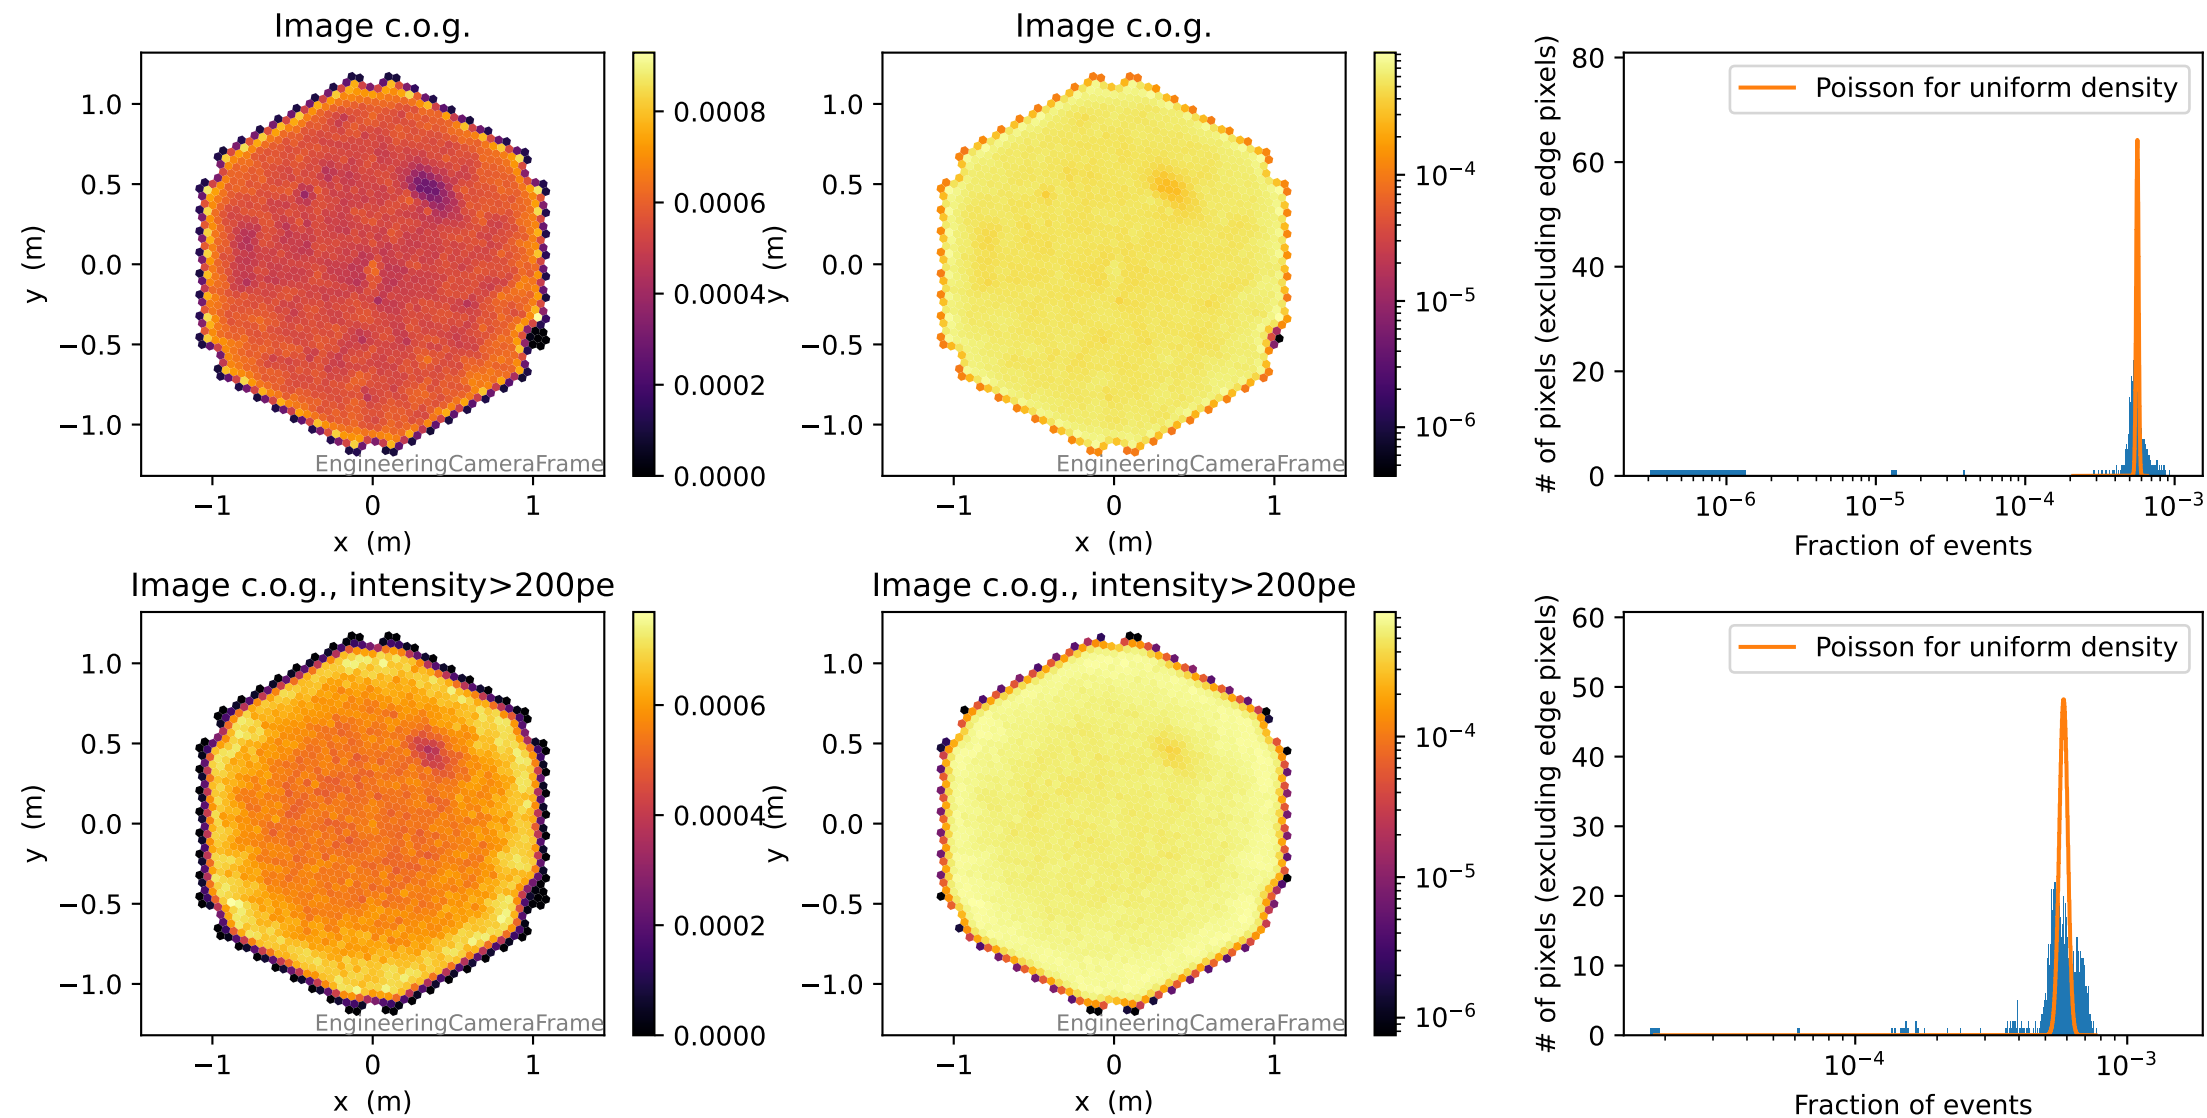 Image c.o.g.
1.0
0.5
0.0
−0.5
−1.0
y (m)
−1
0
1
x (m)
EngineeringCameraFrame
0.0008
0.0006
0.0004
0.0002
0.0000
Image c.o.g.
1.0
0.5
0.0
−0.5
−1.0
y (m)
−1
0
1
x (m)
EngineeringCameraFrame
10⁻⁴
10⁻⁵
10⁻⁶
80
60
40
20
0
# of pixels (excluding edge pixels)
Poisson for uniform density
10⁻⁶
10⁻⁵
10⁻⁴
10⁻³
Fraction of events
Image c.o.g., intensity>200pe
1.0
0.5
0.0
−0.5
−1.0
y (m)
−1
0
1
x (m)
EngineeringCameraFrame
0.0006
0.0004
0.0002
0.0000
Image c.o.g., intensity>200pe
1.0
0.5
0.0
−0.5
−1.0
y (m)
−1
0
1
x (m)
EngineeringCameraFrame
10⁻⁴
10⁻⁵
10⁻⁶
60
50
40
30
20
10
0
# of pixels (excluding edge pixels)
Poisson for uniform density
10⁻⁴
10⁻³
Fraction of events